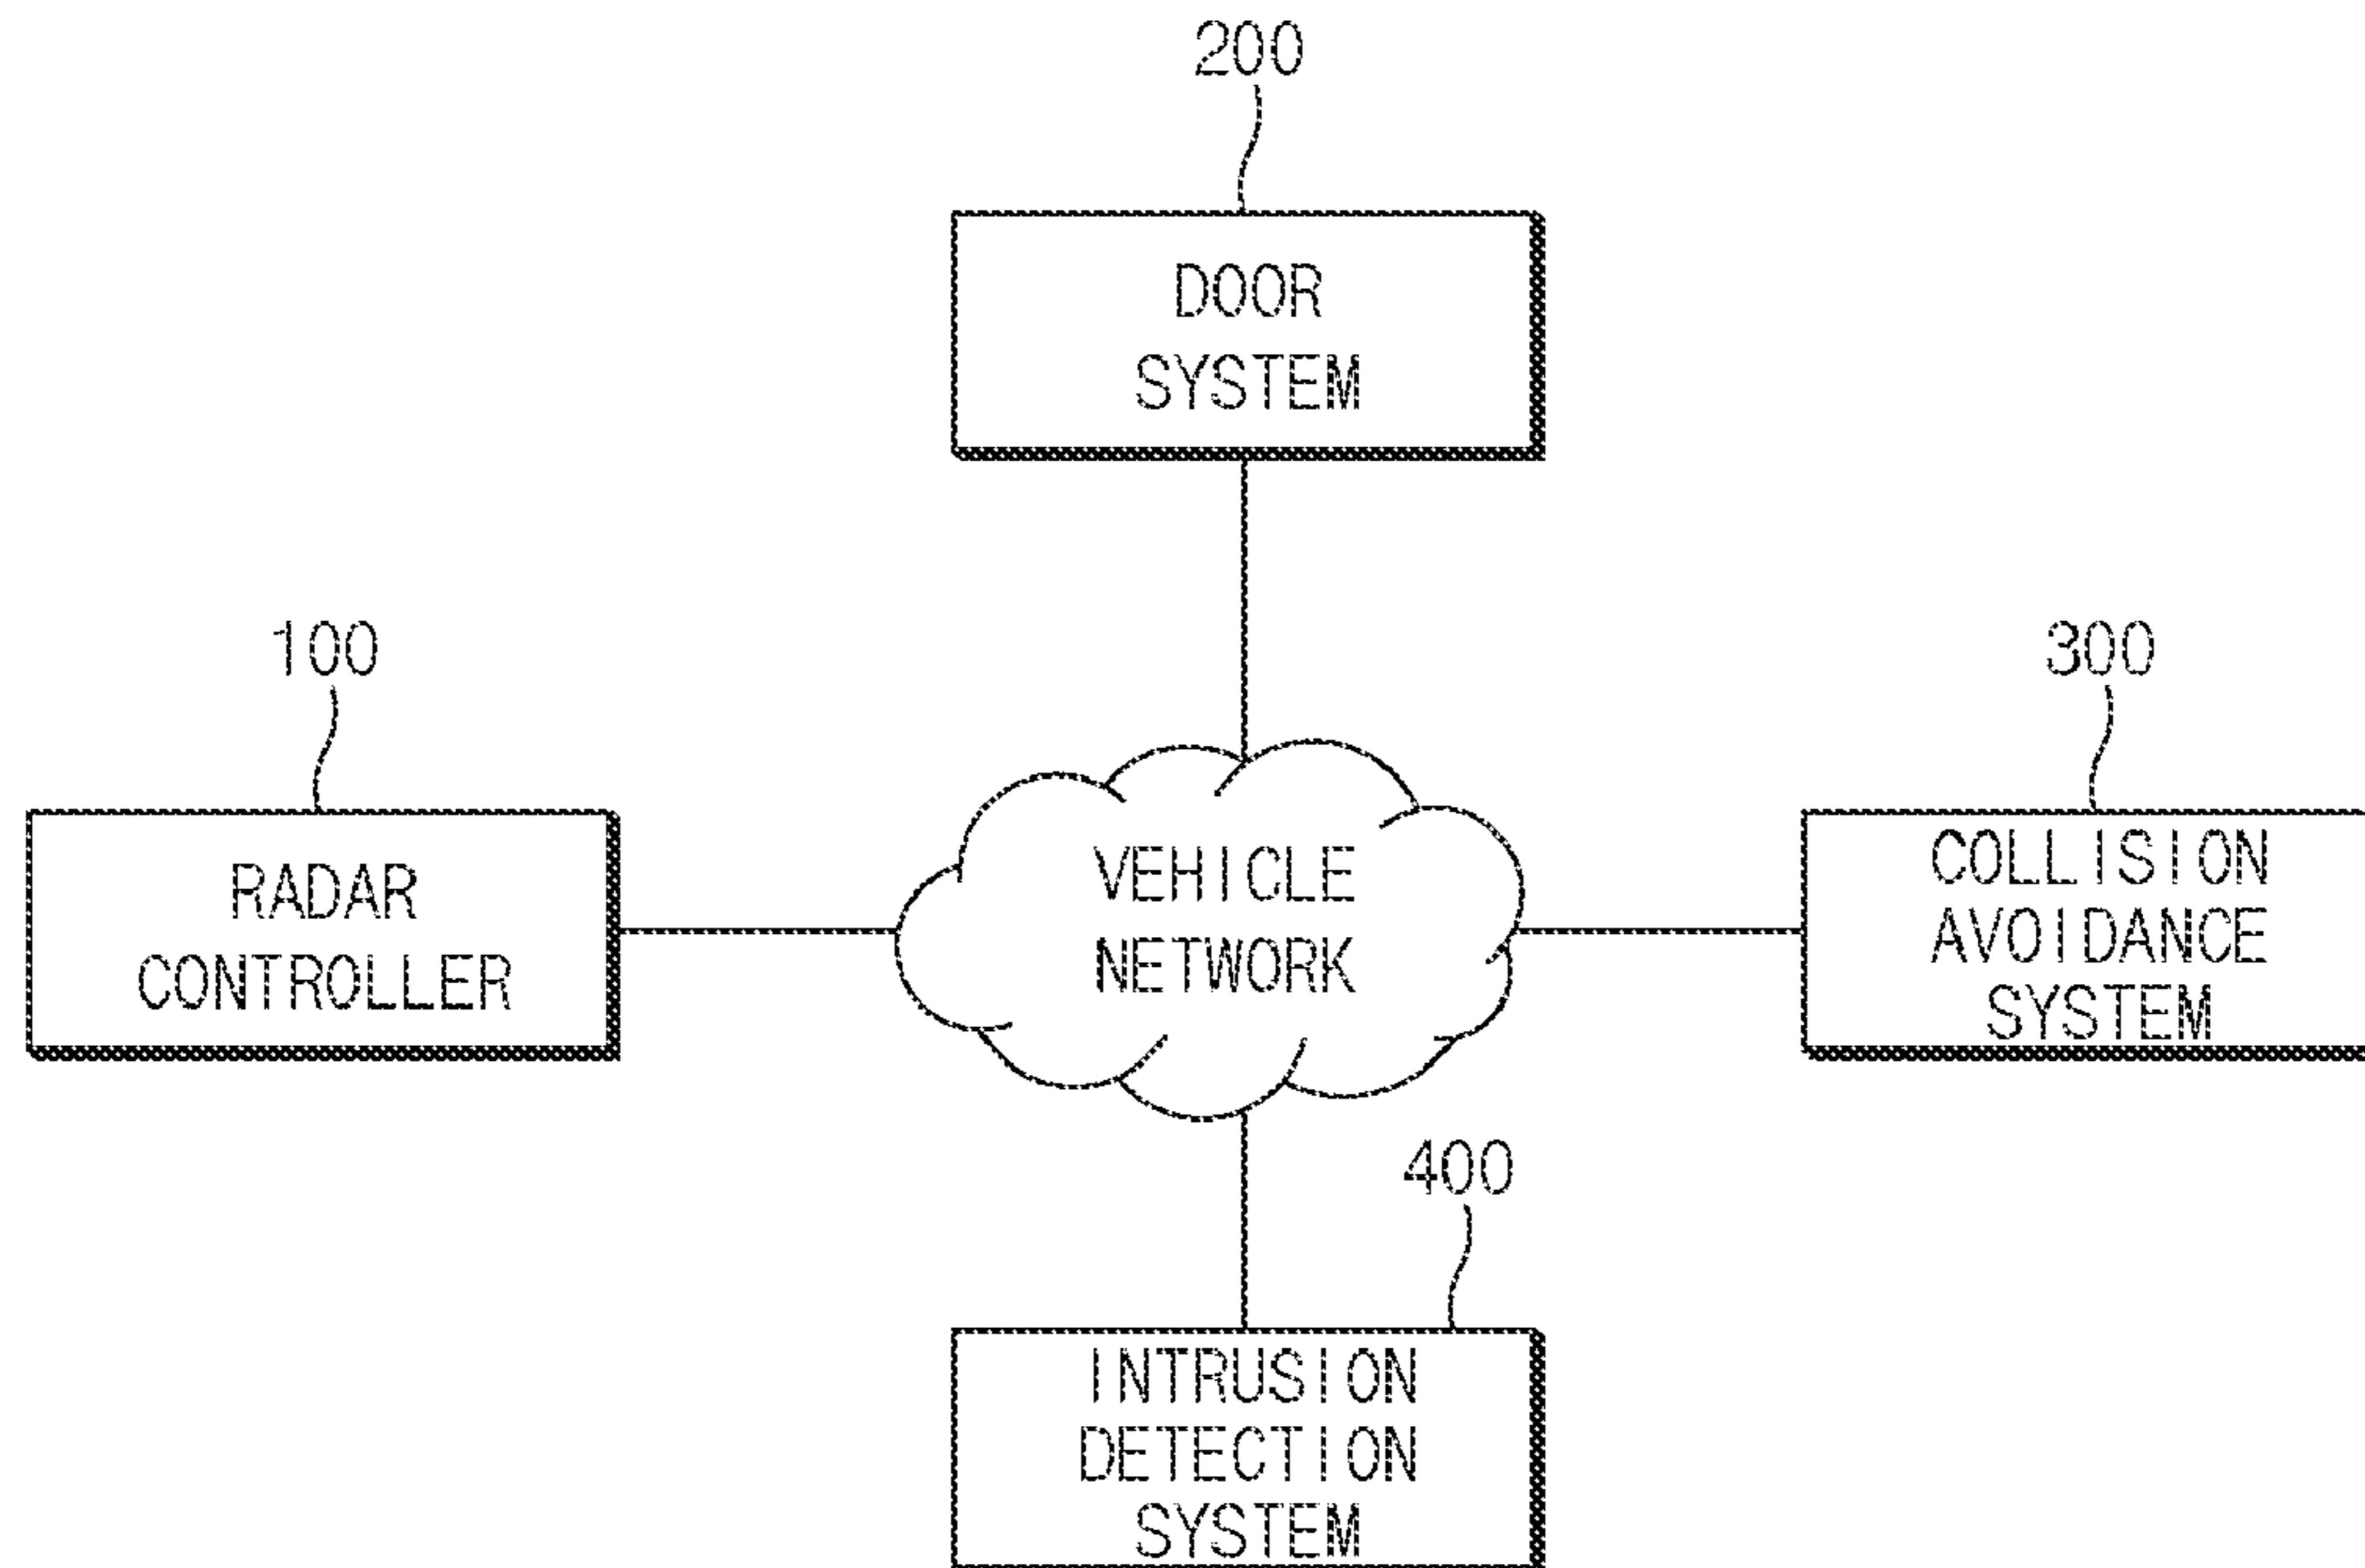 200
DOOR
SYSTEM
100
RADAR
CONTROLLER
VEHICLE
NETWORK
300
COLLISION
AVOIDANCE
SYSTEM
400
INTRUSION
DETECTION
SYSTEM